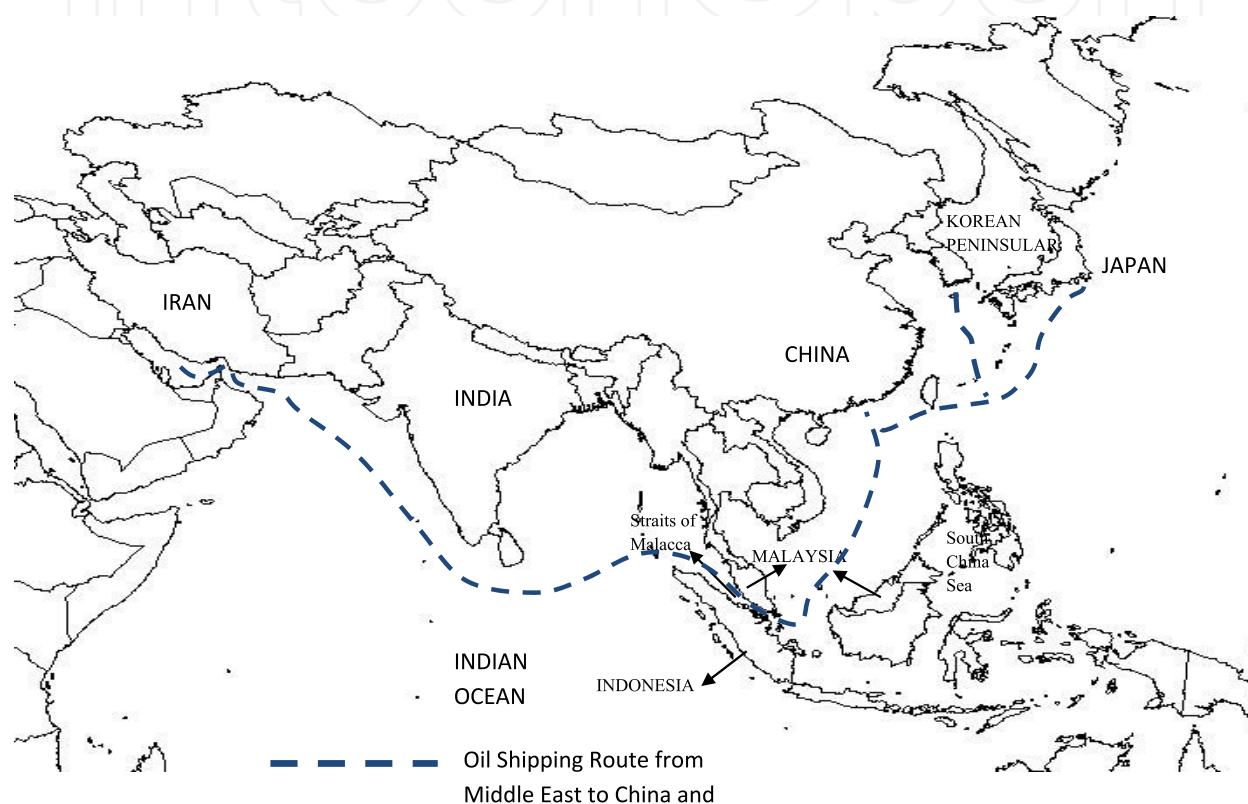 KOREAN
PENINSULAR
JAPAN
IRAN
CHINA
INDIA
Straits of
Malacca
MALAYSIA
South
China
Sea
INDIAN
OCEAN
INDONESIA
Oil Shipping Route from
Middle East to China and